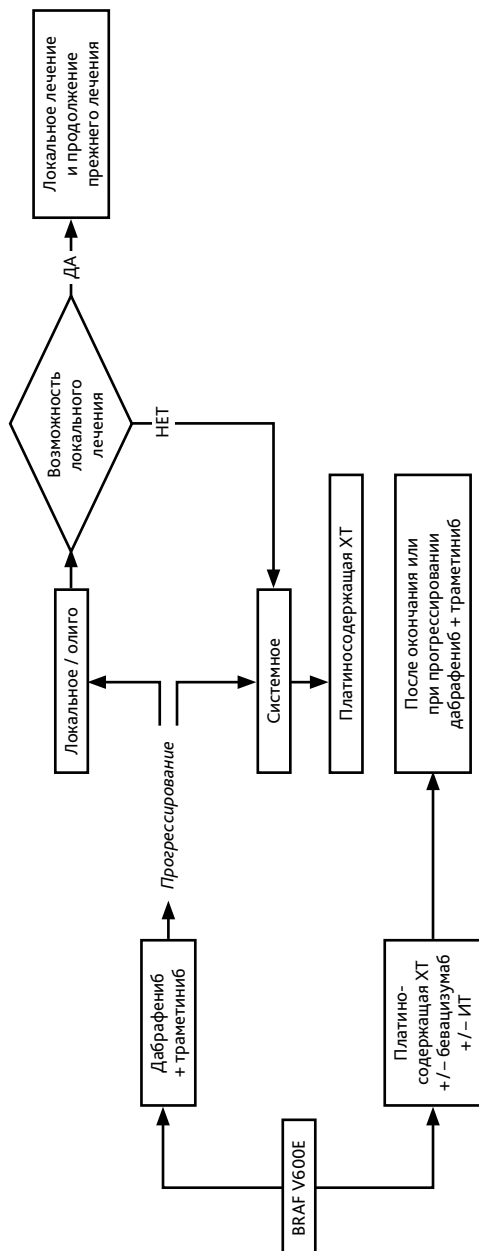 BRAF V600E
Дабрафениб
+ траметиниб
Прогрессирование
Локальное / олиго
Возможность
локального
лечения
ДА
Локальное лечение
и продолжение
прежнего лечения
НЕТ
Системное
Платиносодержащая ХТ
Платино-
содержащая ХТ
+/– бевацизумаб
+/– ИТ
После окончания или
при прогрессировании
дабрафениб + траметиниб